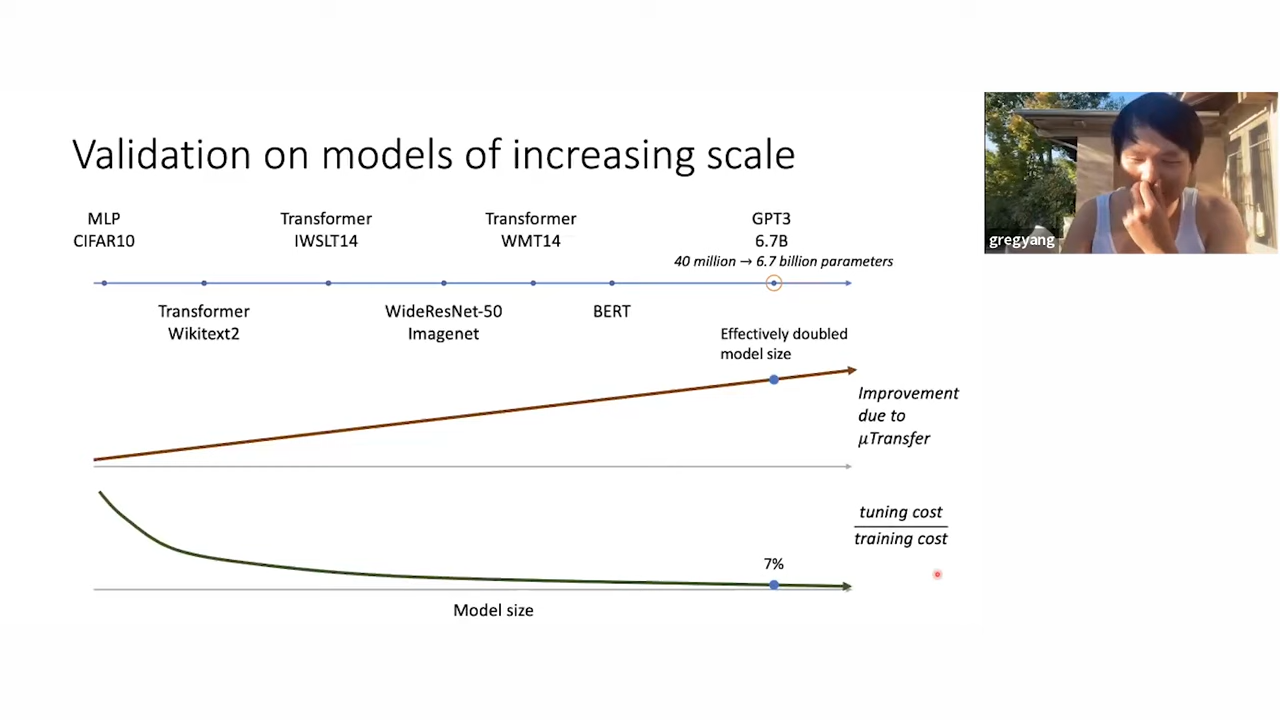 Validation on models of increasing scale
gregyang
MLP
CIFAR10
Transformer
IWSLT14
Transformer
WMT14
GPT3
6.7B
40 million → 6.7 billion parameters
Transformer
Wikitext2
WideResNet-50
Imagenet
BERT
Effectively doubled
model size
Improvement
due to
μTransfer
tuning cost
training cost
7%
Model size